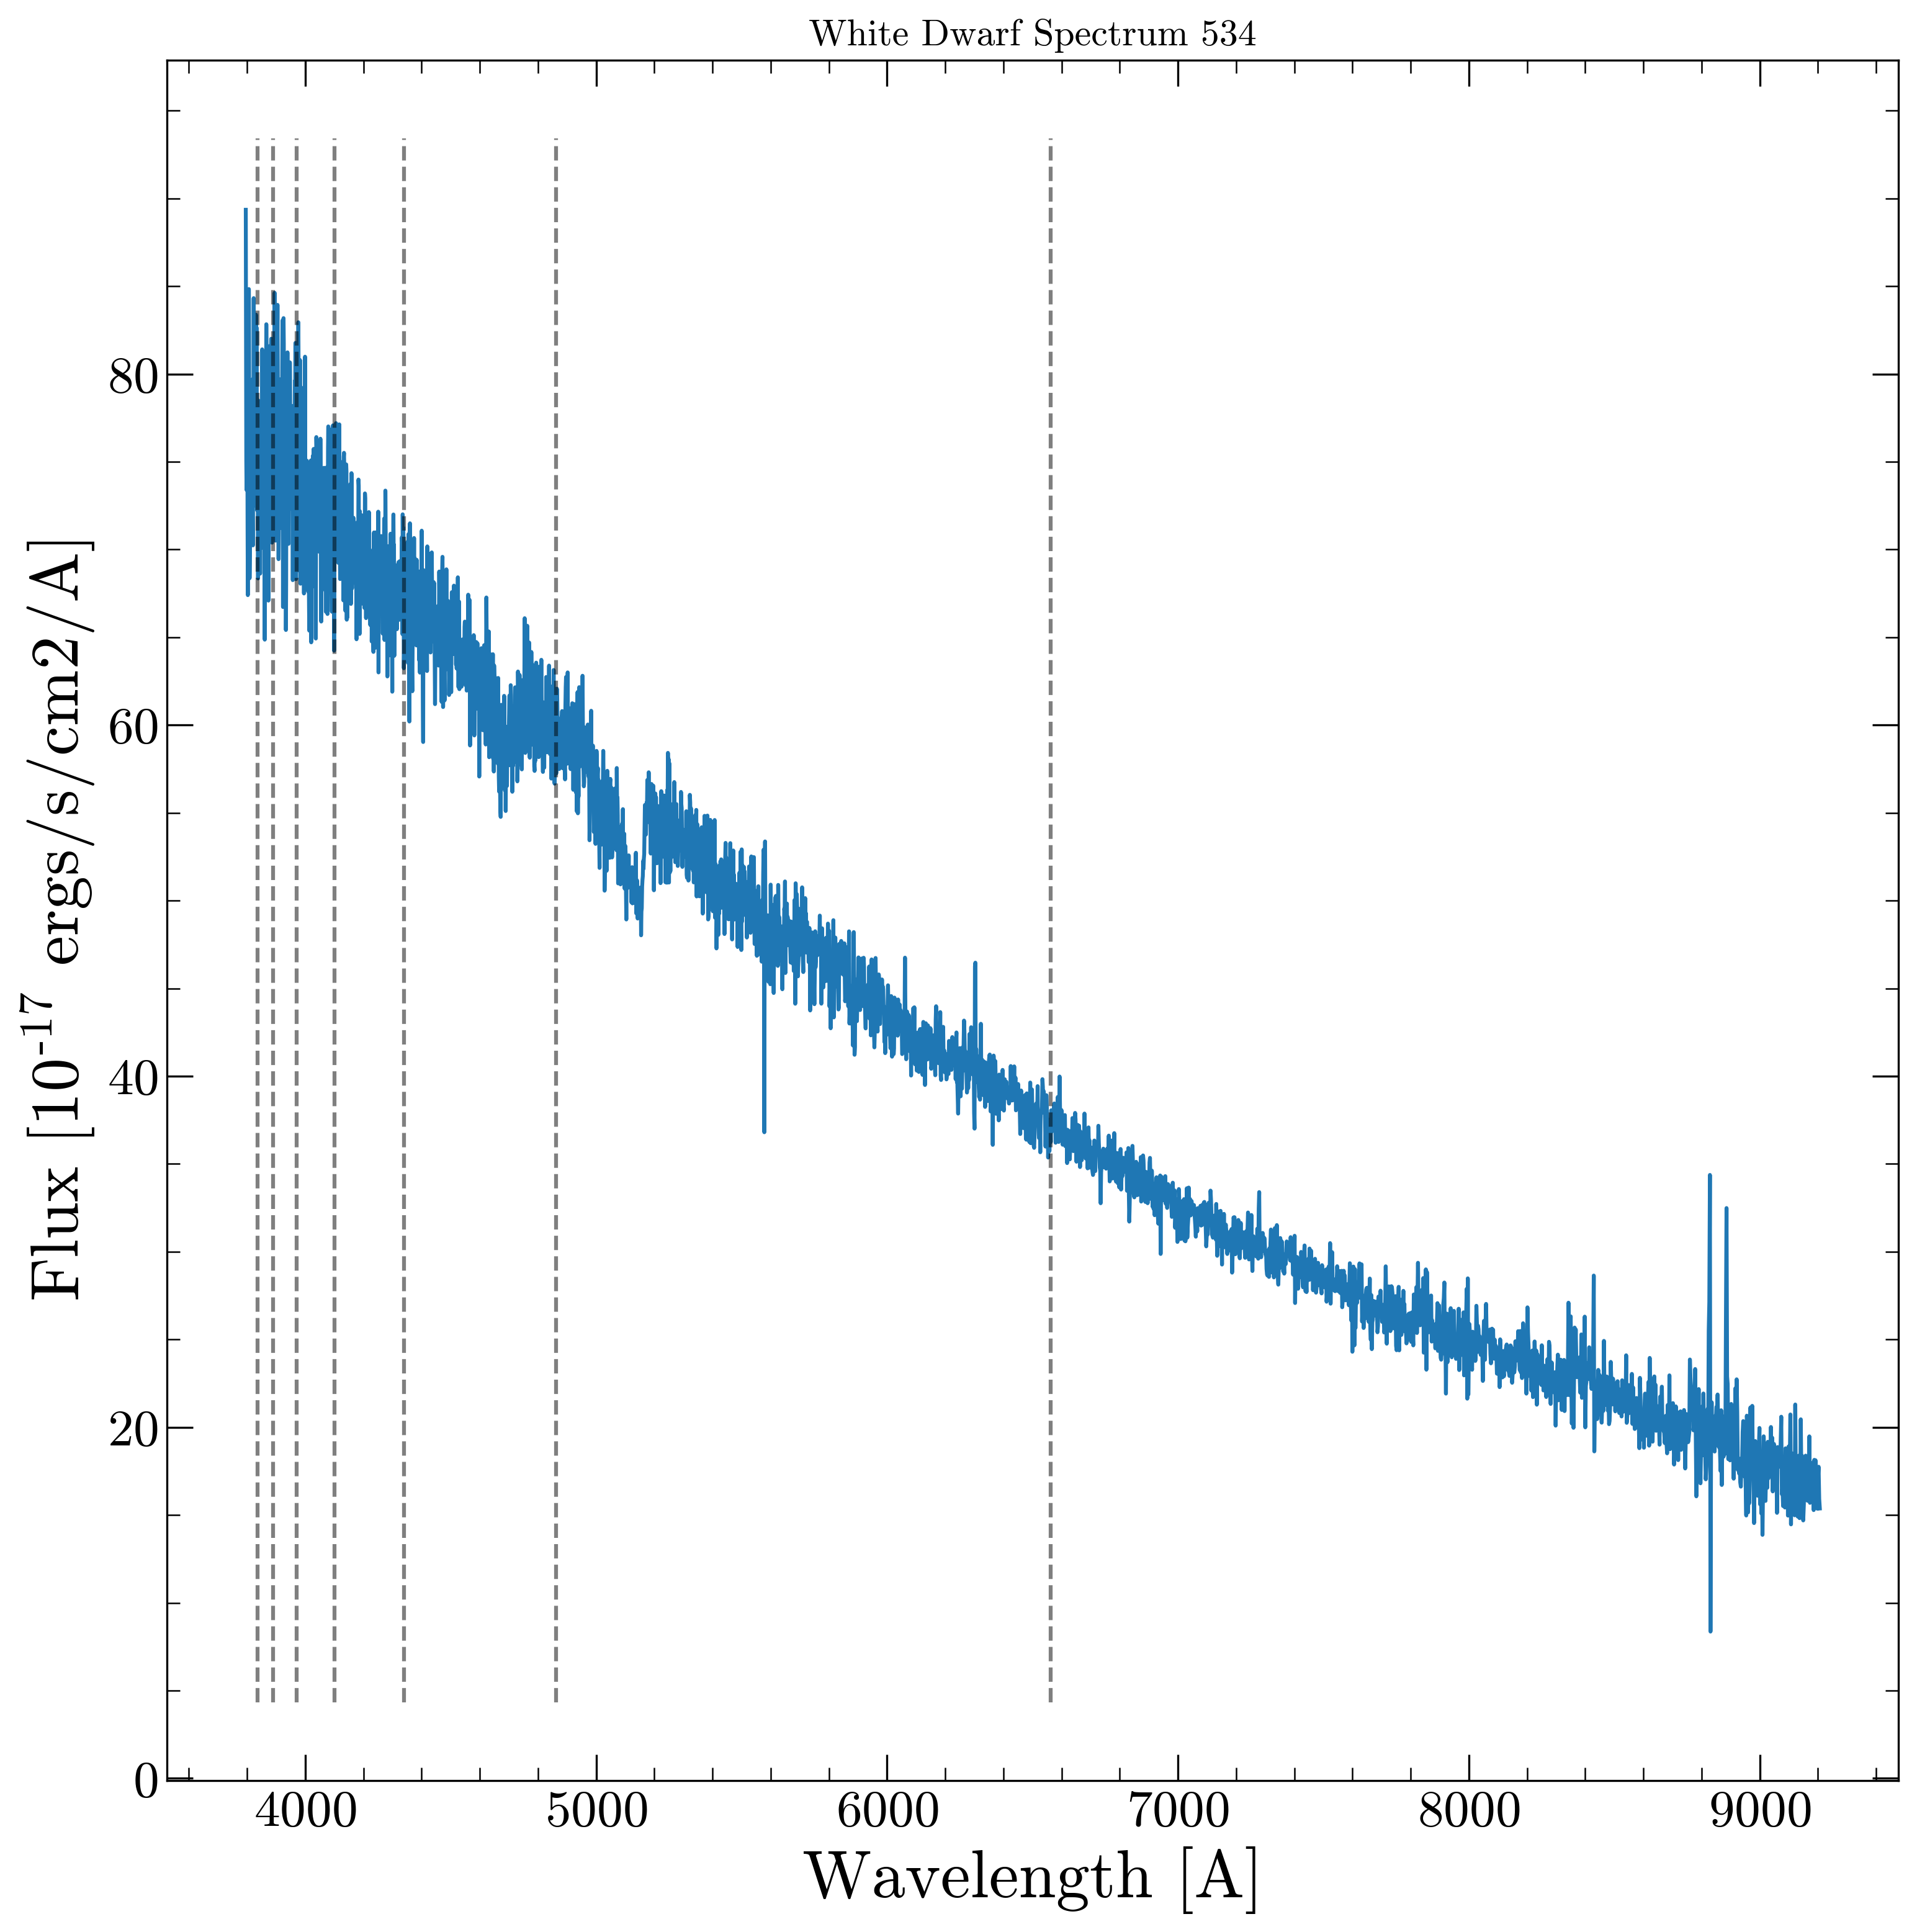 White Dwarf Spectrum 534
Flux [10-17 ergs/s/cm2/A]
80
60
40
20
0
4000 5000 6000 7000 8000 9000
Wavelength [A]